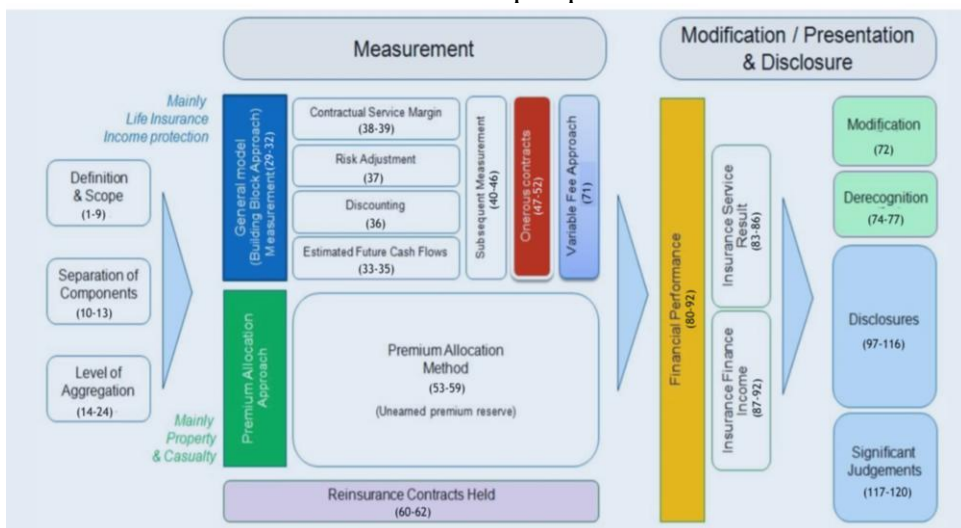 Measurement
Modification / Presentation
& Disclosure
Mainly
Life Insurance
Income protection
Definition
& Scope
(1-9)
Separation of
Components
(10-13)
Level of
Aggregation
(14-24)
Mainly
Property
& Casualty
General model
(Building Block Approach)
Measurement(29-32)
Contractual Service Margin
(38-39)
Risk Adjustment
(37)
Discounting
(36)
Estimated Future Cash Flows
(33-35)
Subsequent Measurement
(40-46)
Onerous contracts
(47-52)
Variable Fee Approach
(71)
Premium Allocation
Approach
Premium Allocation
Method
(53-59)
(Unearned premium reserve)
Reinsurance Contracts Held
(60-62)
Financial Performance
(80-92)
Insurance Service
Result
(83-86)
Insurance Finance
Income
(87-92)
Modification
(72)
Derecognition
(74-77)
Disclosures
(97-116)
Significant
Judgements
(117-120)